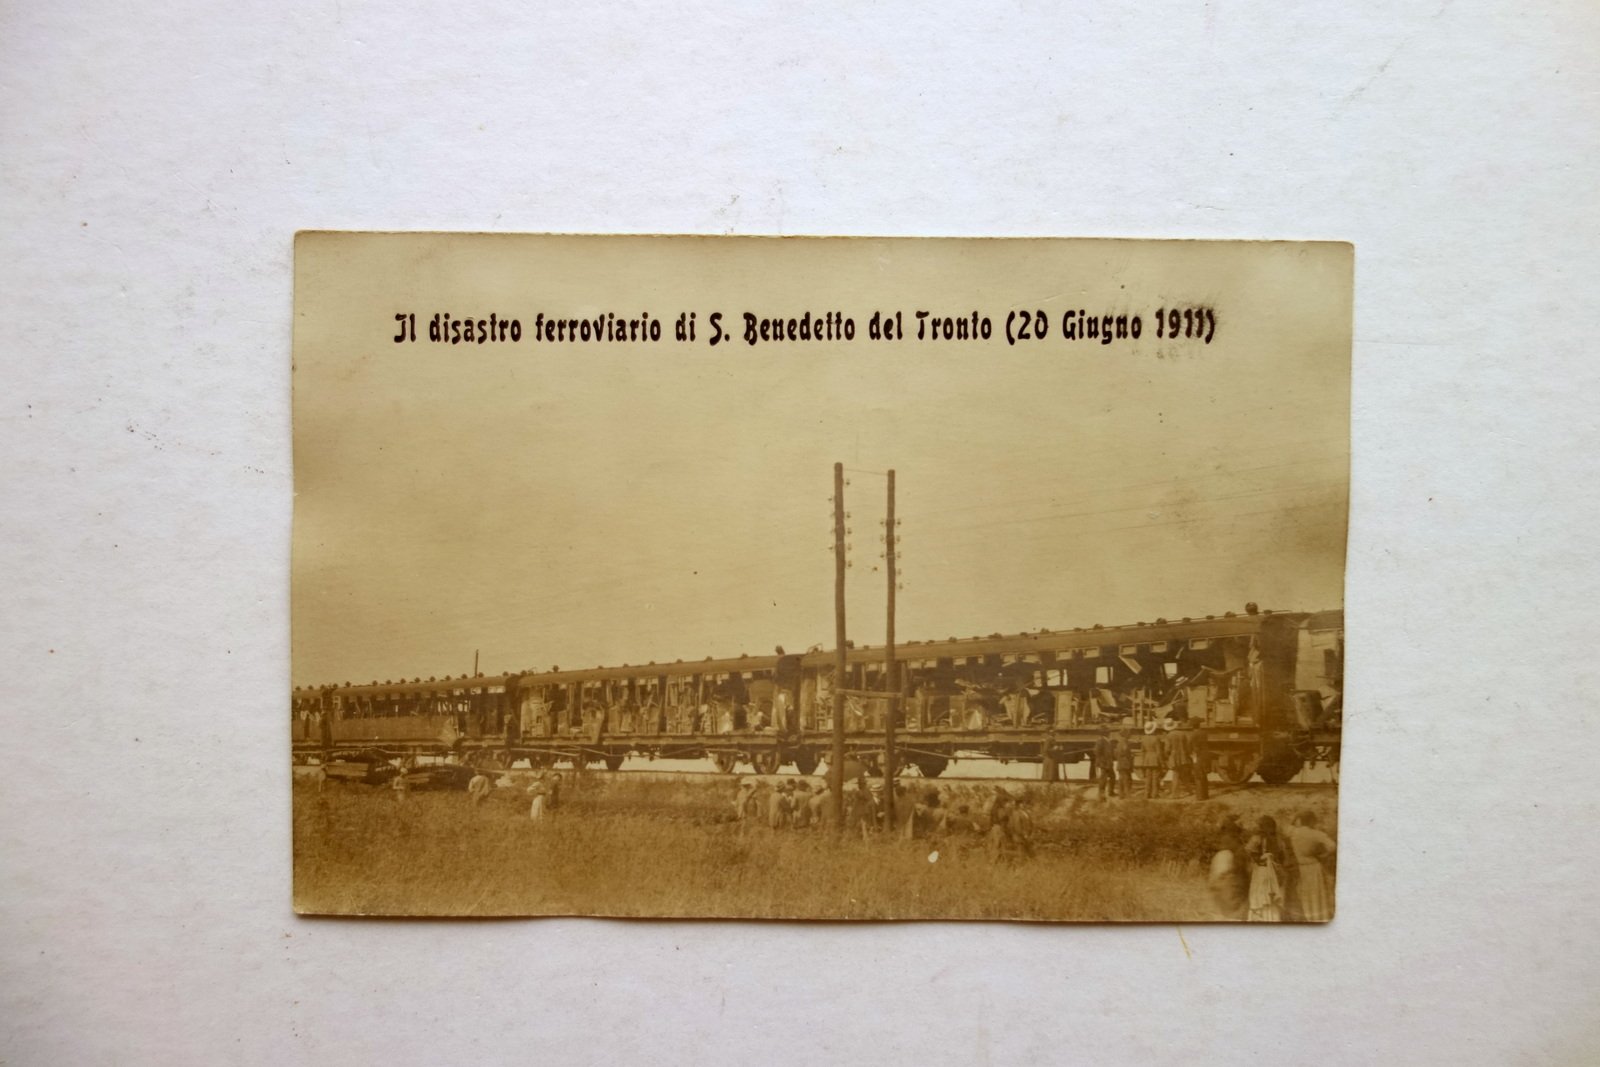 Il disastro ferroviario di S. Benedetto del Tronto (20 Giugno 1911)